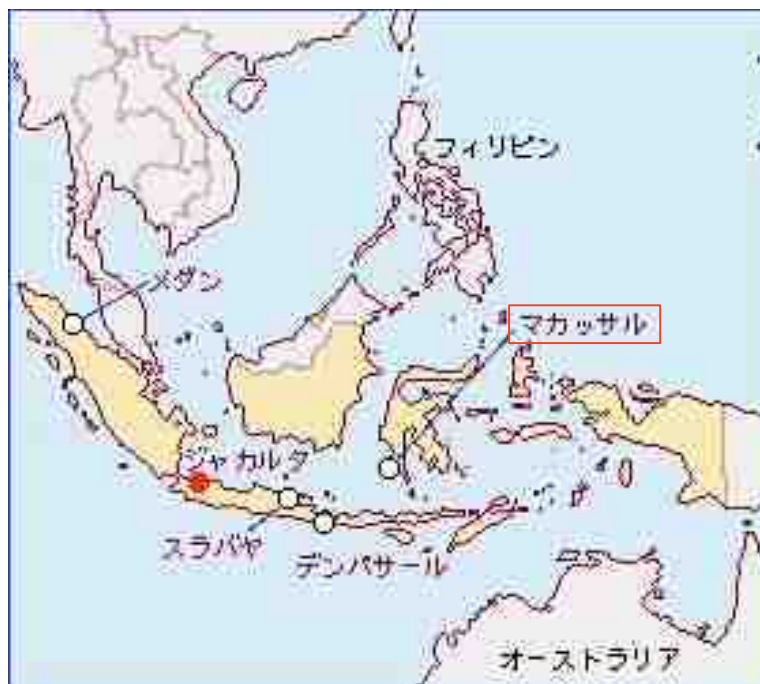 フィリピン
メダン
マカッサル
ジャカルタ
スラバヤ
デンパサール
オーストラリア